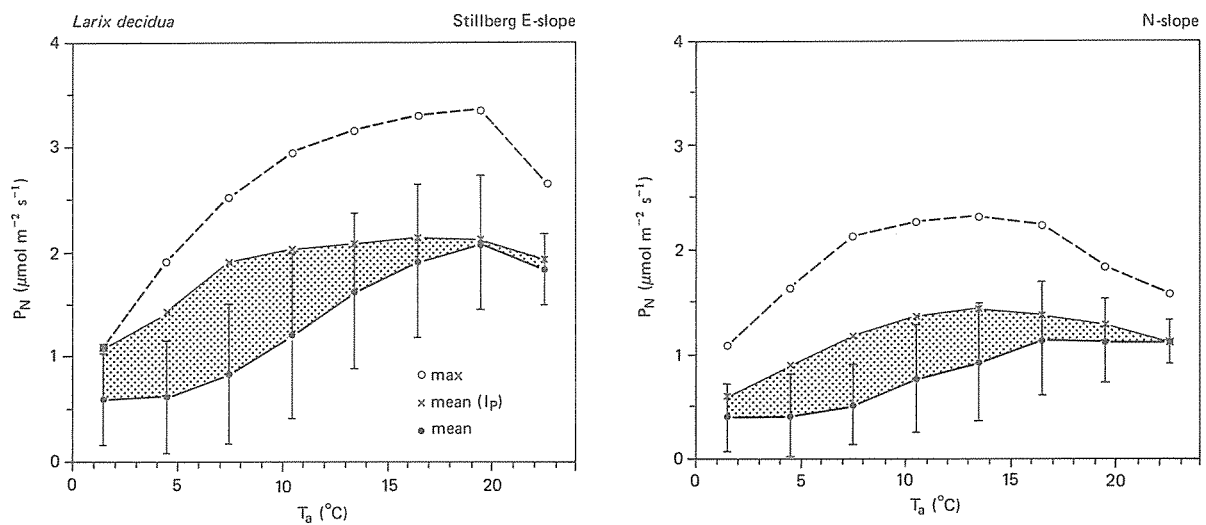 Larix decidua Stillberg E-slope
4
3
2
1
0
P_N (μmol m⁻² s⁻¹)
○ max
× mean (I_P)
● mean
0 5 10 15 20
T_a (°C)
N-slope
4
3
2
1
0
P_N (μmol m⁻² s⁻¹)
0 5 10 15 20
T_a (°C)